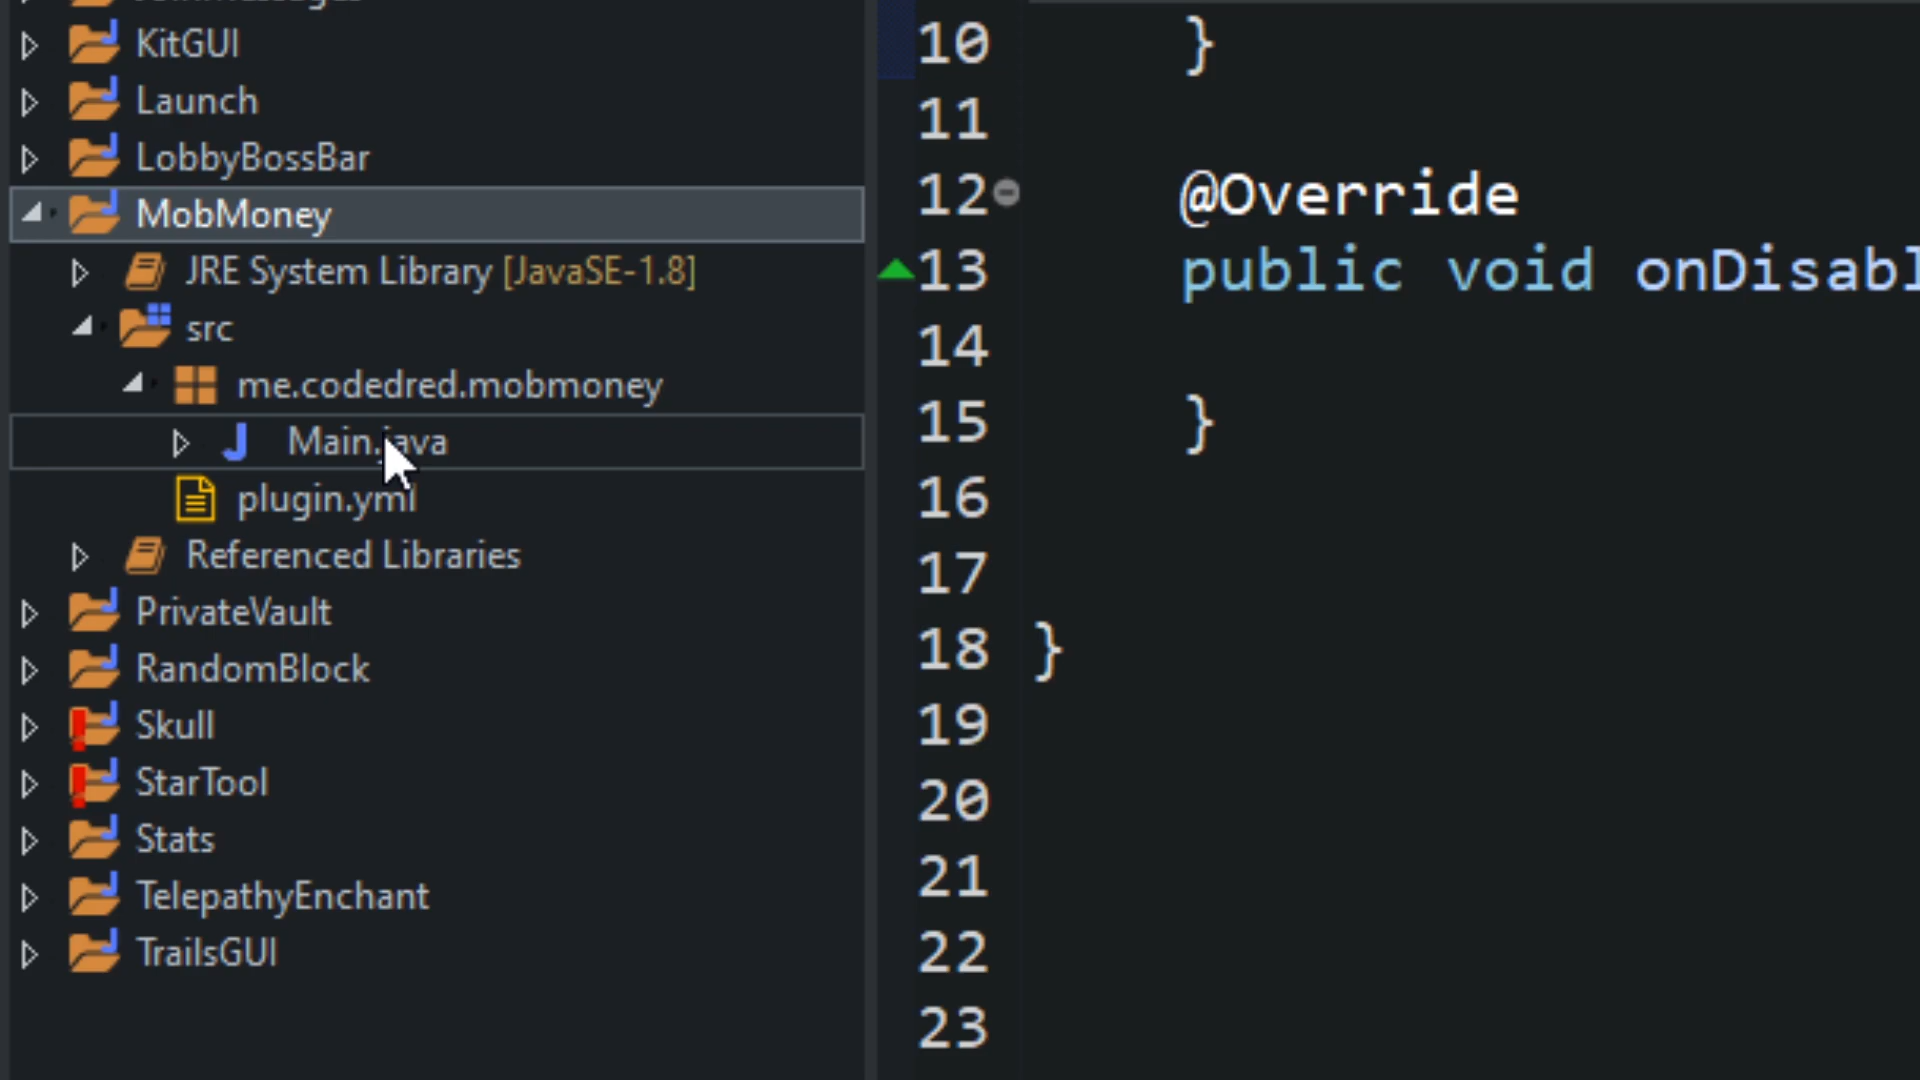 KitGUI
Launch
LobbyBossBar
MobMoney
JRE System Library [JavaSE-1.8]
src
me.codedred.mobmoney
Main.java
plugin.yml
Referenced Libraries
PrivateVault
RandomBlock
Skull
StarTool
Stats
TelepathyEnchant
TrailsGUI
10 }
11
12 @Override
13 public void onDisabl
14
15 }
16
17
18 }
19
20
21
22
23